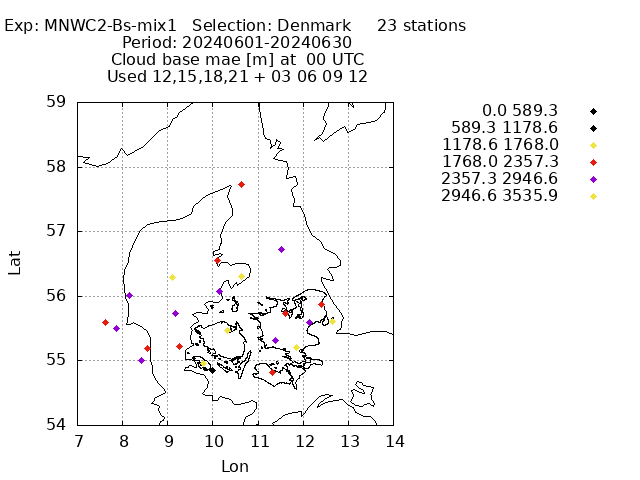 Exp: MNWC2-Bs-mix1   Selection: Denmark     23 stations
Period: 20240601-20240630
Cloud base mae [m] at  00 UTC
Used 12,15,18,21 + 03 06 09 12
0.0 589.3
589.3 1178.6
1178.6 1768.0
1768.0 2357.3
2357.3 2946.6
2946.6 3535.9
59
58
57
56
55
54
Lat
7 8 9 10 11 12 13 14
Lon